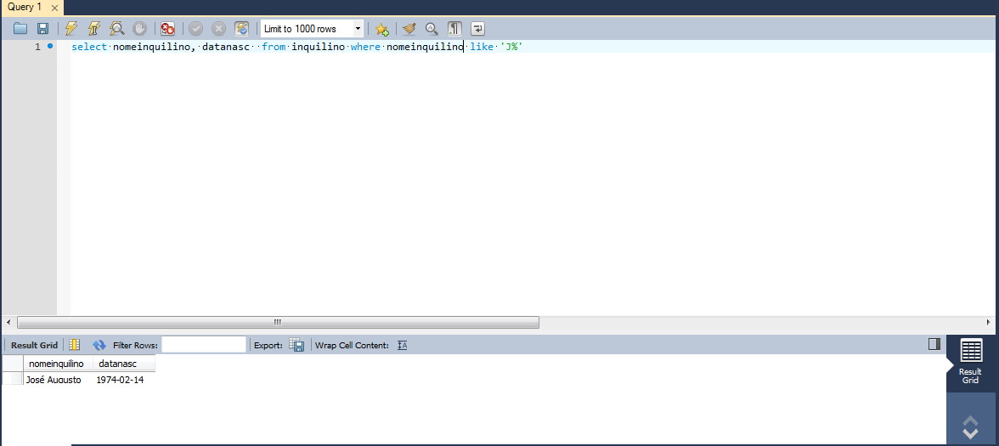 Query 1
Limit to 1000 rows
1 select nomeinquilino, datanasc  from inquilino where nomeinquilino like 'J%'
Result Grid Filter Rows: Export: Wrap Cell Content: IA
nomeinquilino datanasc
José Augusto 1974-02-14
Result
Grid